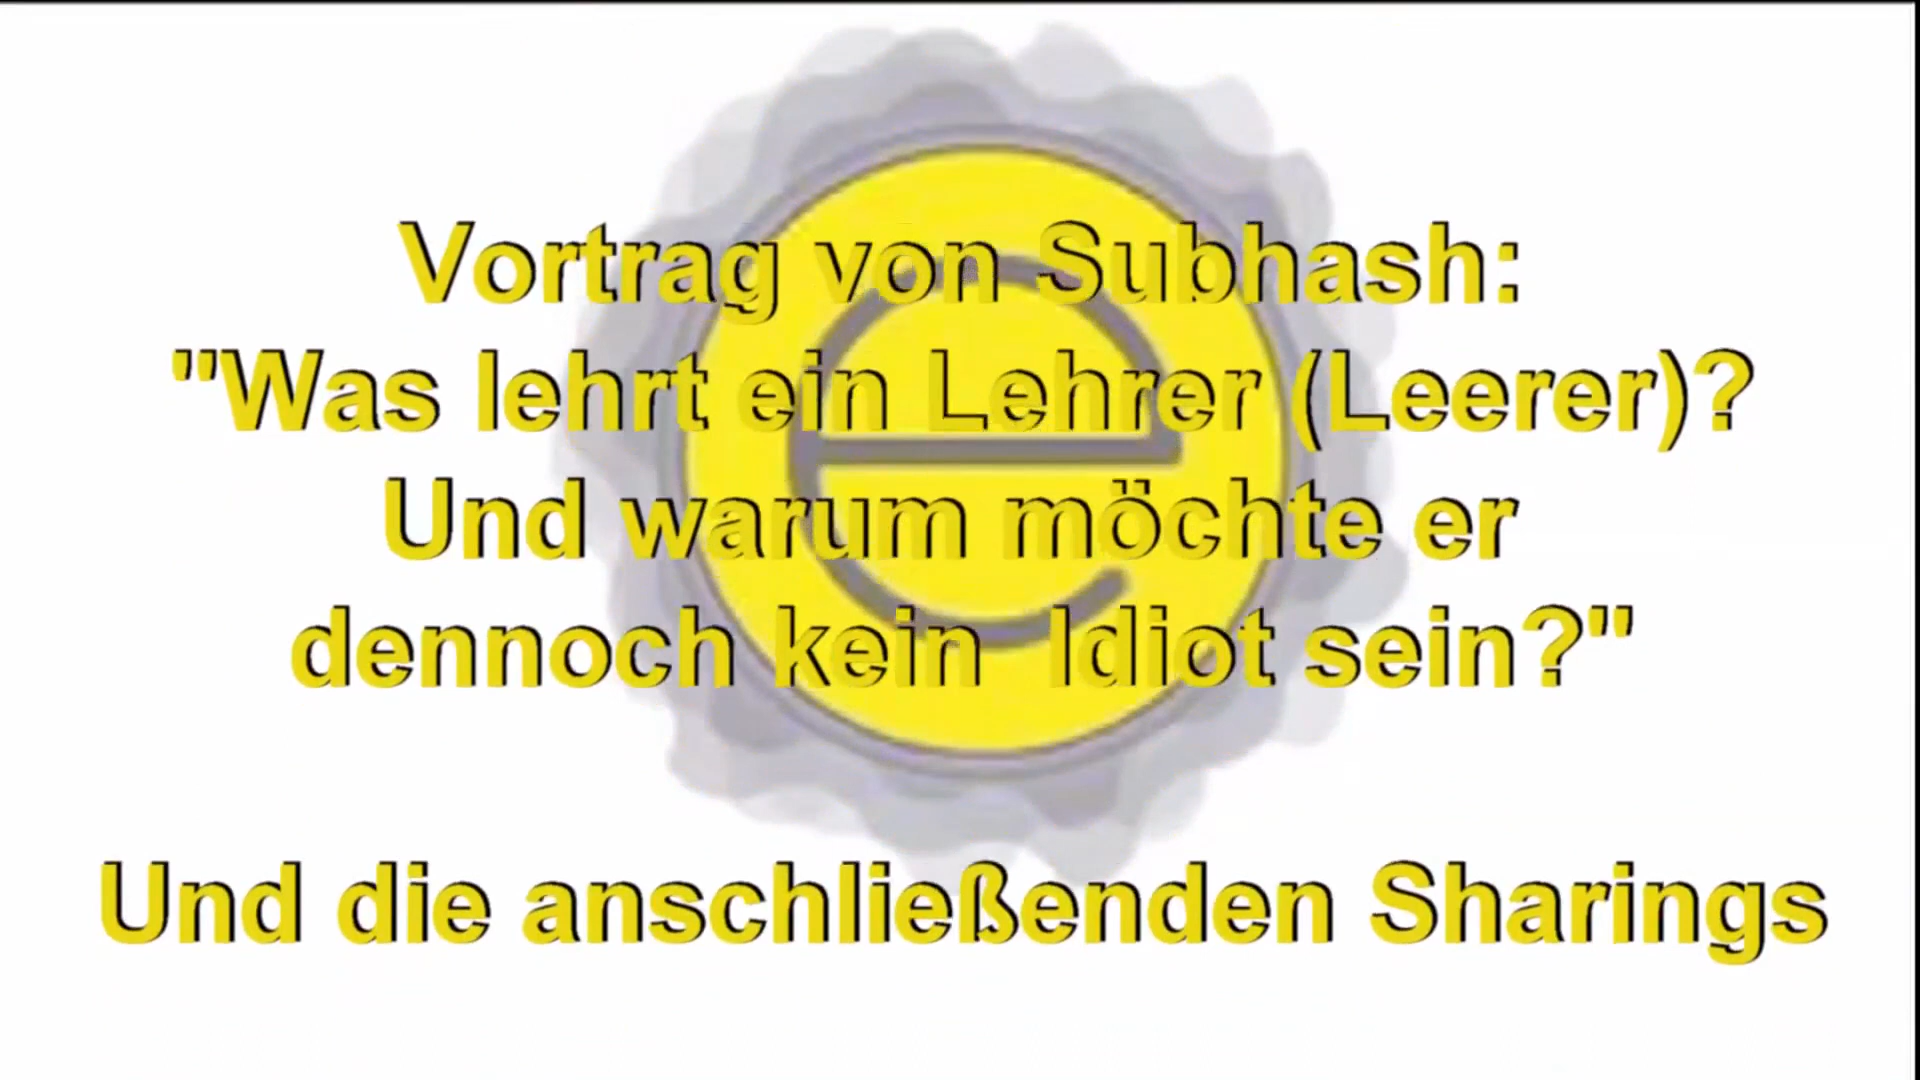 Vortrag von Subhash:
"Was lehrt ein Lehrer (Leerer)?
Und warum möchte er
dennoch kein Idiot sein?"
Und die anschließenden Sharings
e